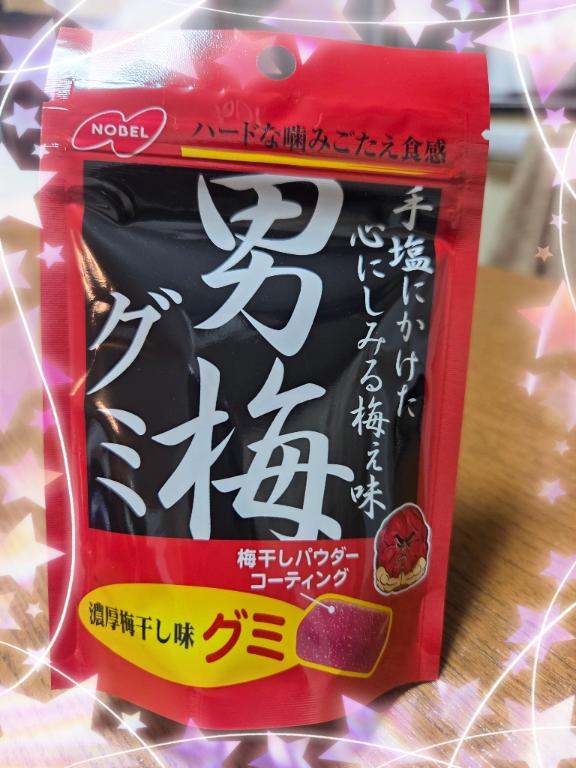 NOBEL
ハードな噛みごたえ食感
男梅
グミ
手塩にかけた
心にしみる梅ぇ味
梅干しパウダー
コーティング
濃厚梅干し味 グミ